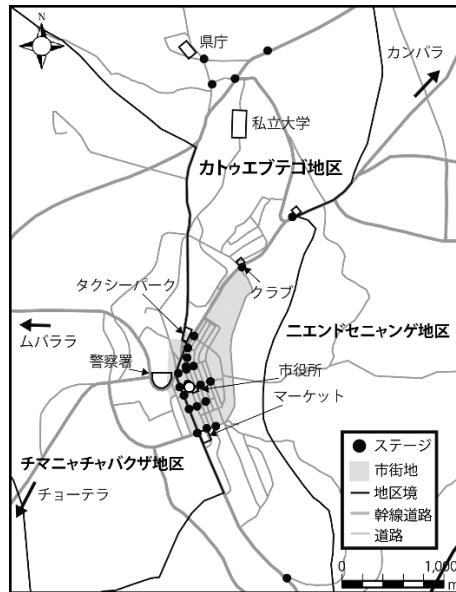 県庁
カンパラ
私立大学
カトゥエブテゴ地区
タクシーパーク
クラブ
ムバララ
ニエンドセニャンゲ地区
警察署
市役所
マーケット
チマニャチャバクザ地区
チョーテラ
ステージ
市街地
地区境
幹線道路
道路
0
1,000
m